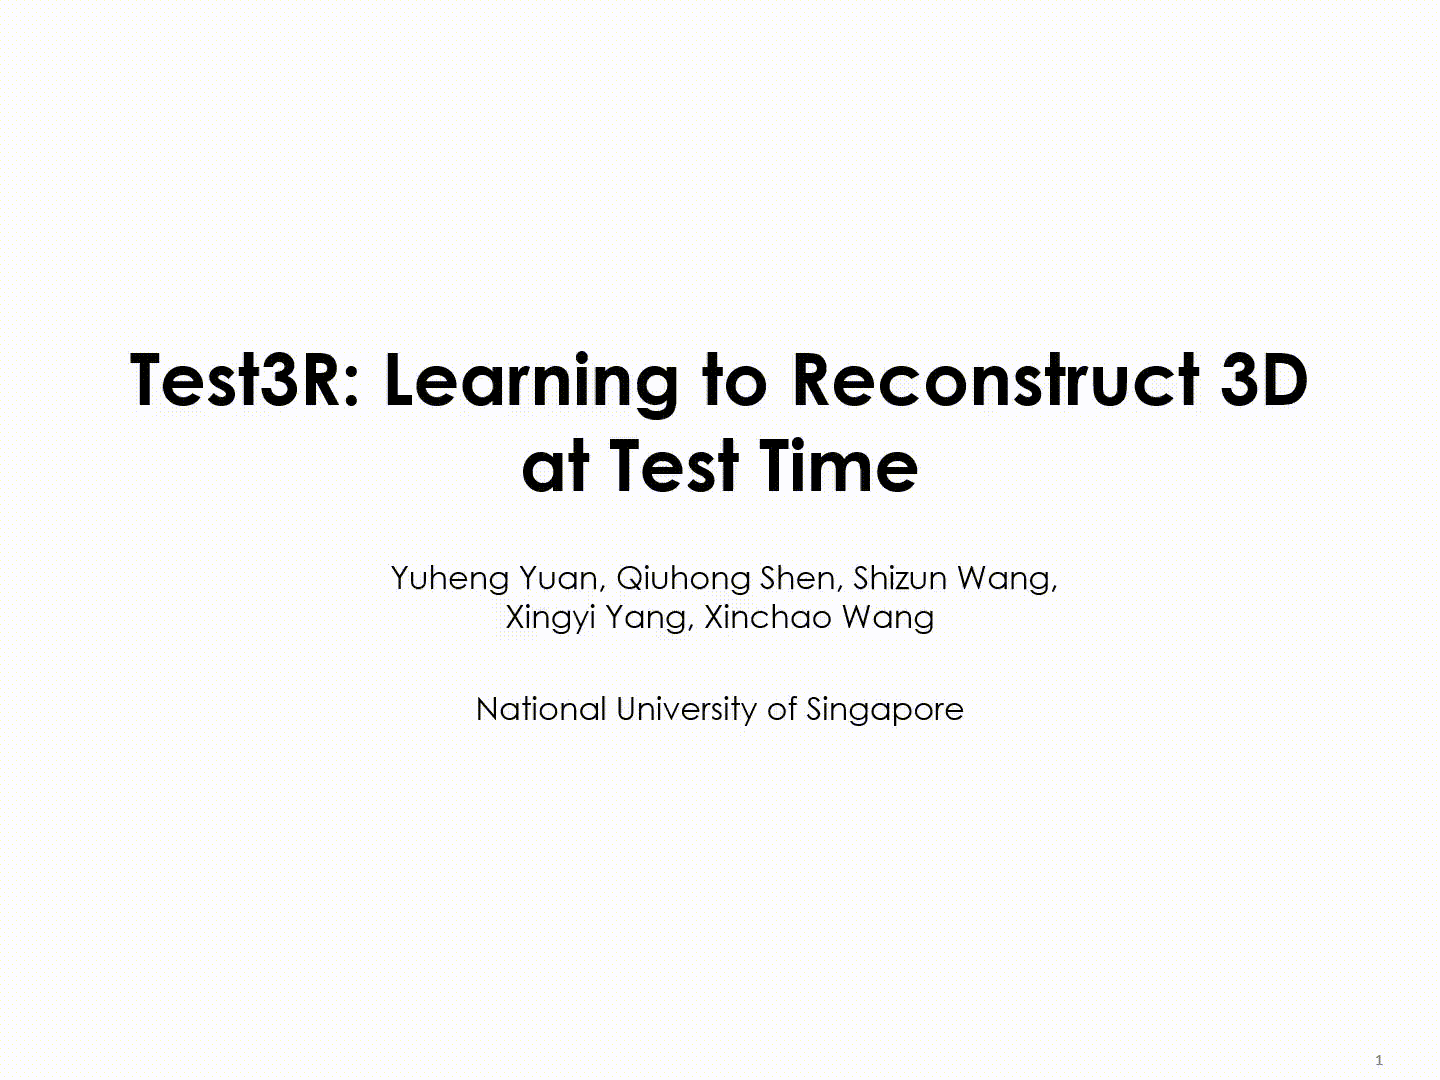 Test3R: Learning to Reconstruct 3D
at Test Time
Yuheng Yuan, Qiuhong Shen, Shizun Wang,
Xingyi Yang, Xinchao Wang
National University of Singapore
1